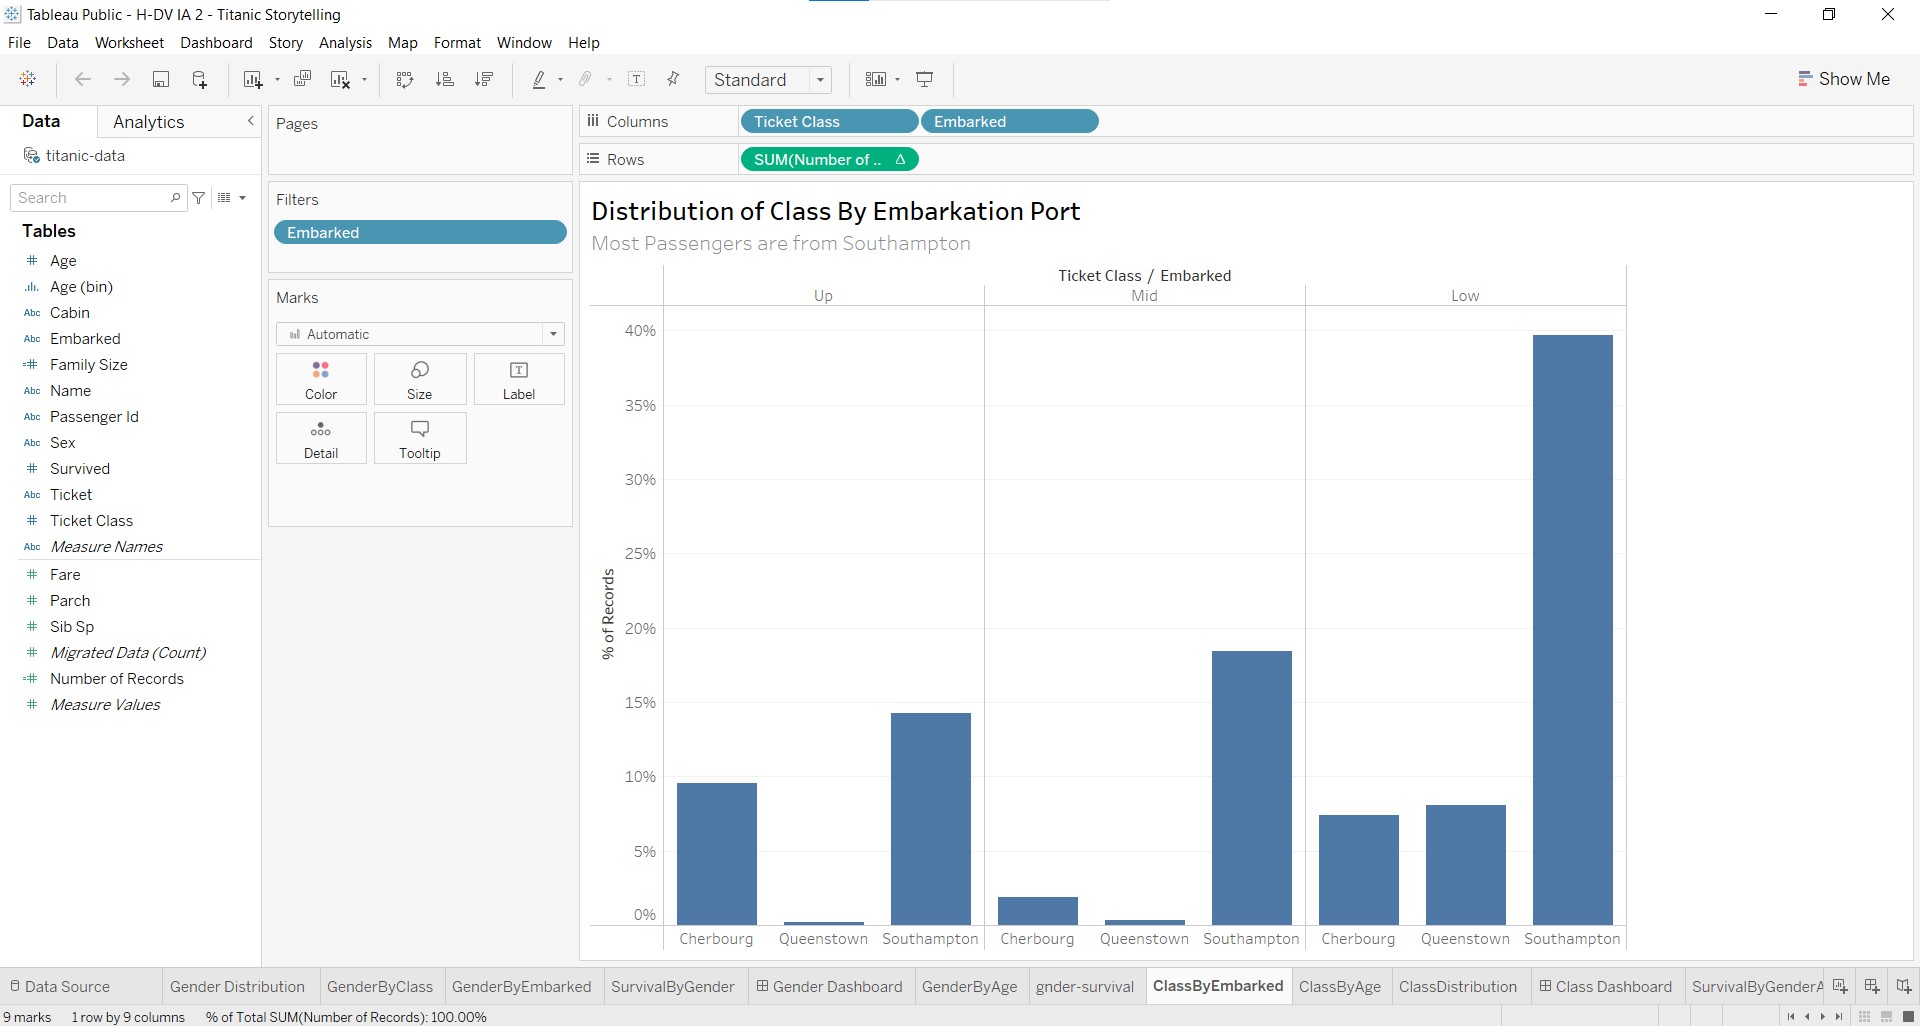 Tableau Public - H-DV IA 2 - Titanic Storytelling
File Data Worksheet Dashboard Story Analysis Map Format Window Help
Standard
Show Me
Data Analytics
titanic-data
Search
Tables
# Age
Age (bin)
Abc Cabin
Abc Embarked
=# Family Size
Abc Name
Abc Passenger Id
Abc Sex
# Survived
Abc Ticket
# Ticket Class
Abc Measure Names
# Fare
# Parch
# Sib Sp
# Migrated Data (Count)
=# Number of Records
# Measure Values
Pages
Filters
Embarked
Marks
Automatic
Color Size Label
Detail Tooltip
Columns Ticket Class Embarked
Rows SUM(Number of .. Δ
Distribution of Class By Embarkation Port
Most Passengers are from Southampton
Ticket Class / Embarked
Up Mid Low
40%
35%
30%
25%
20%
15%
10%
5%
0%
% of Records
Cherbourg Queenstown Southampton Cherbourg Queenstown Southampton Cherbourg Queenstown Southampton
Data Source Gender Distribution GenderByClass GenderByEmbarked SurvivalByGender Gender Dashboard GenderByAge gnder-survival ClassByEmbarked ClassByAge ClassDistribution Class Dashboard SurvivalByGenderA
9 marks 1 row by 9 columns % of Total SUM(Number of Records): 100.00%